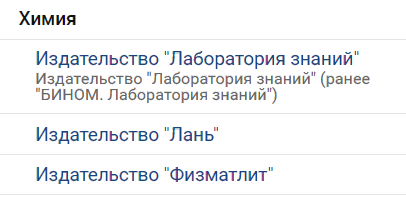 Химия
Издательство "Лаборатория знаний"
Издательство "Лаборатория знаний" (ранее
"БИНОМ. Лаборатория знаний")
Издательство "Лань"
Издательство "Физматлит"